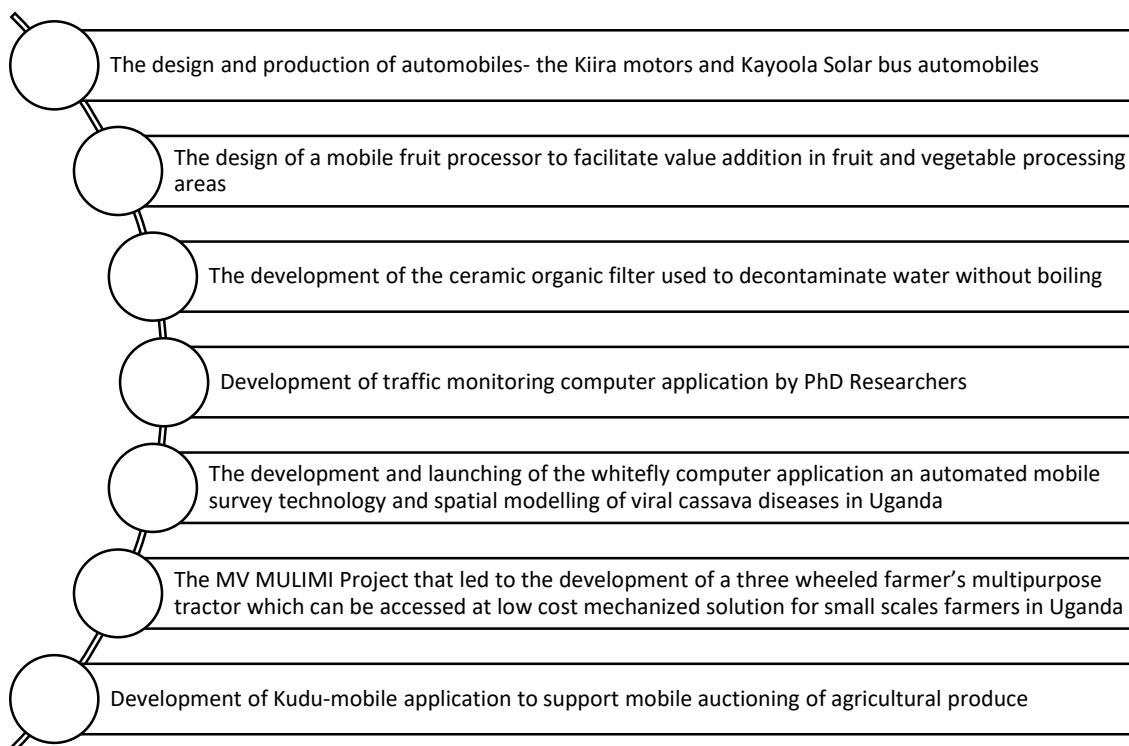 The design and production of automobiles- the Kiira motors and Kayoola Solar bus automobiles
The design of a mobile fruit processor to facilitate value addition in fruit and vegetable processing
areas
The development of the ceramic organic filter used to decontaminate water without boiling
Development of traffic monitoring computer application by PhD Researchers
The development and launching of the whitefly computer application an automated mobile
survey technology and spatial modelling of viral cassava diseases in Uganda
The MV MULIMI Project that led to the development of a three wheeled farmer’s multipurpose
tractor which can be accessed at low cost mechanized solution for small scales farmers in Uganda
Development of Kudu-mobile application to support mobile auctioning of agricultural produce